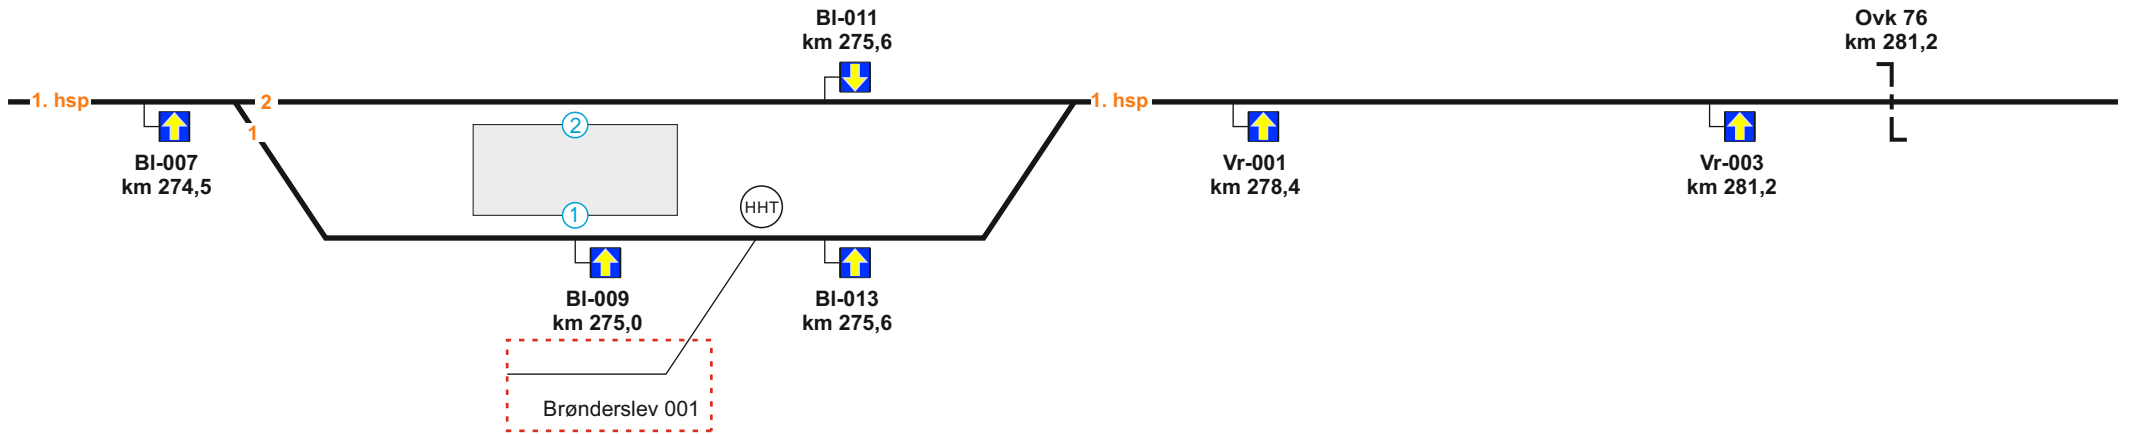 Bl-011
km 275,6
Ovk 76
km 281,2
1. hsp
2
1. hsp
1
2
Bl-007
km 274,5
Vr-001
km 278,4
Vr-003
km 281,2
1
HHT
Bl-009
km 275,0
Bl-013
km 275,6
Brønderslev 001